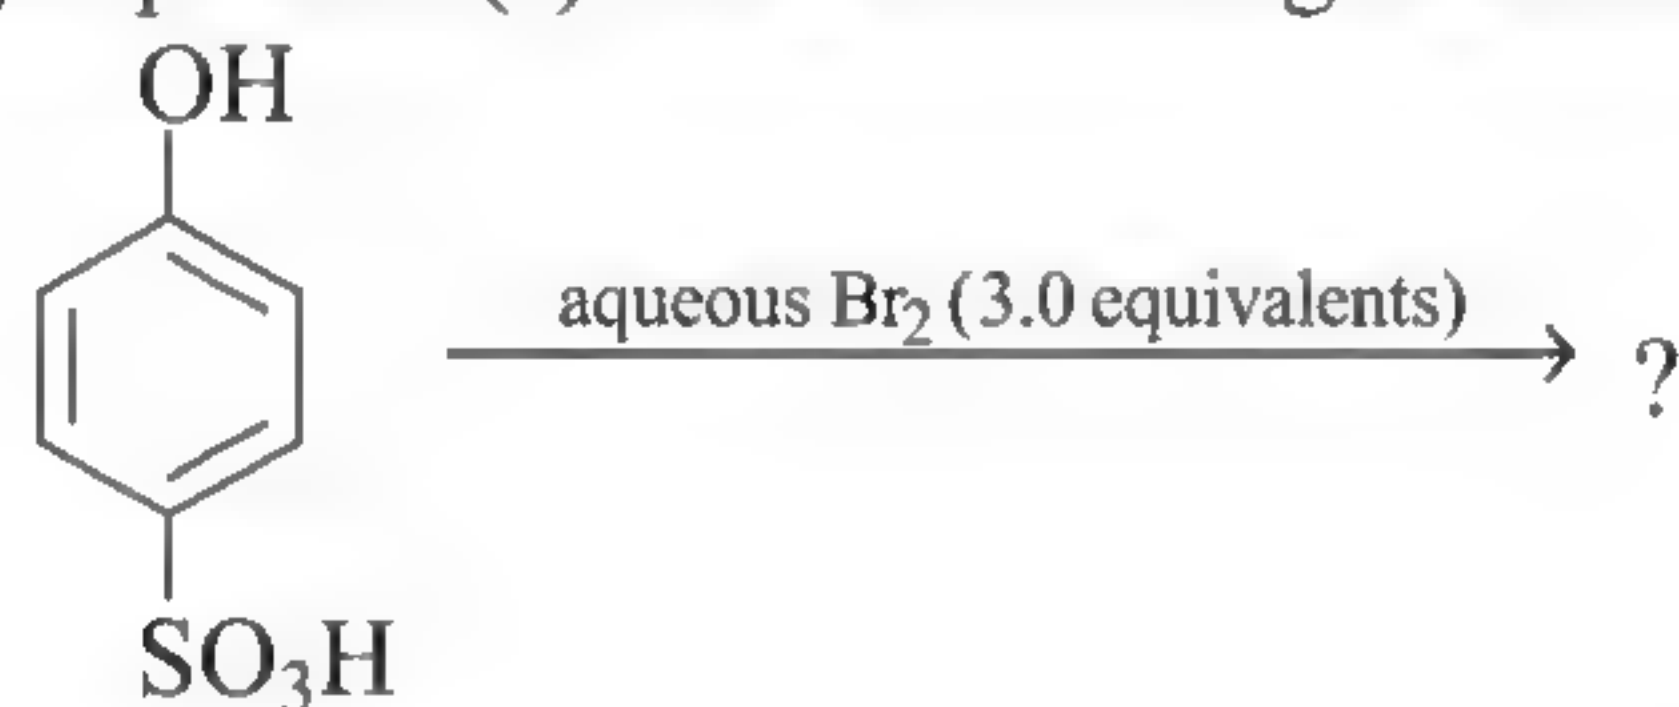 OH
aqueous Br₂ (3.0 equivalents)
?
SO₃H